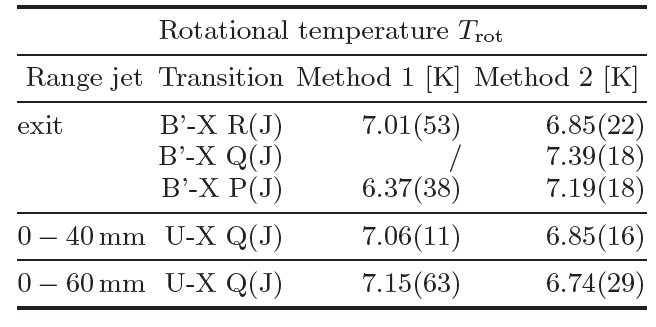 Rotational temperature T_rot
Range jet Transition Method 1 [K] Method 2 [K]
exit B'-X R(J) 7.01(53) 6.85(22)
B'-X Q(J) / 7.39(18)
B'-X P(J) 6.37(38) 7.19(18)
0 – 40 mm U-X Q(J) 7.06(11) 6.85(16)
0 – 60 mm U-X Q(J) 7.15(63) 6.74(29)